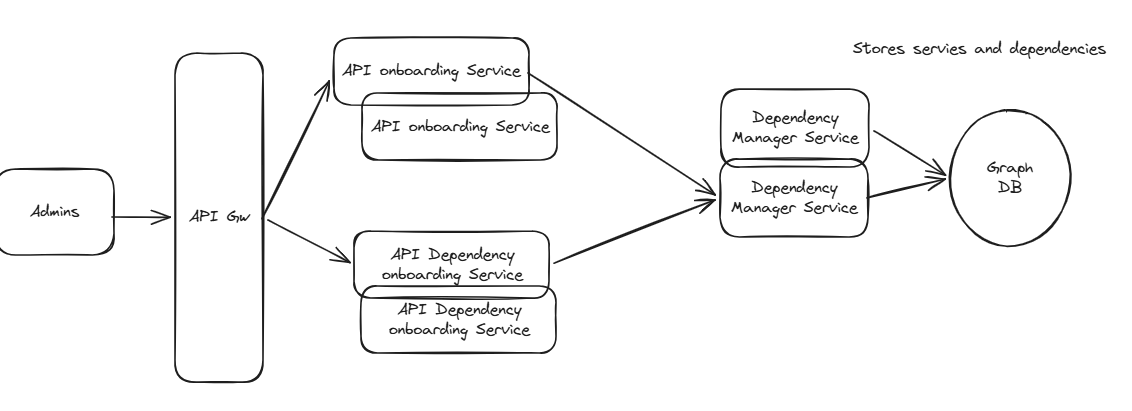 Stores servies and dependencies
API onboarding Service
API onboarding Service
Dependency
Manager Service
Dependency
Manager Service
Graph
DB
Admins
API Gw
API Dependency
onboarding Service
API Dependency
onboarding Service